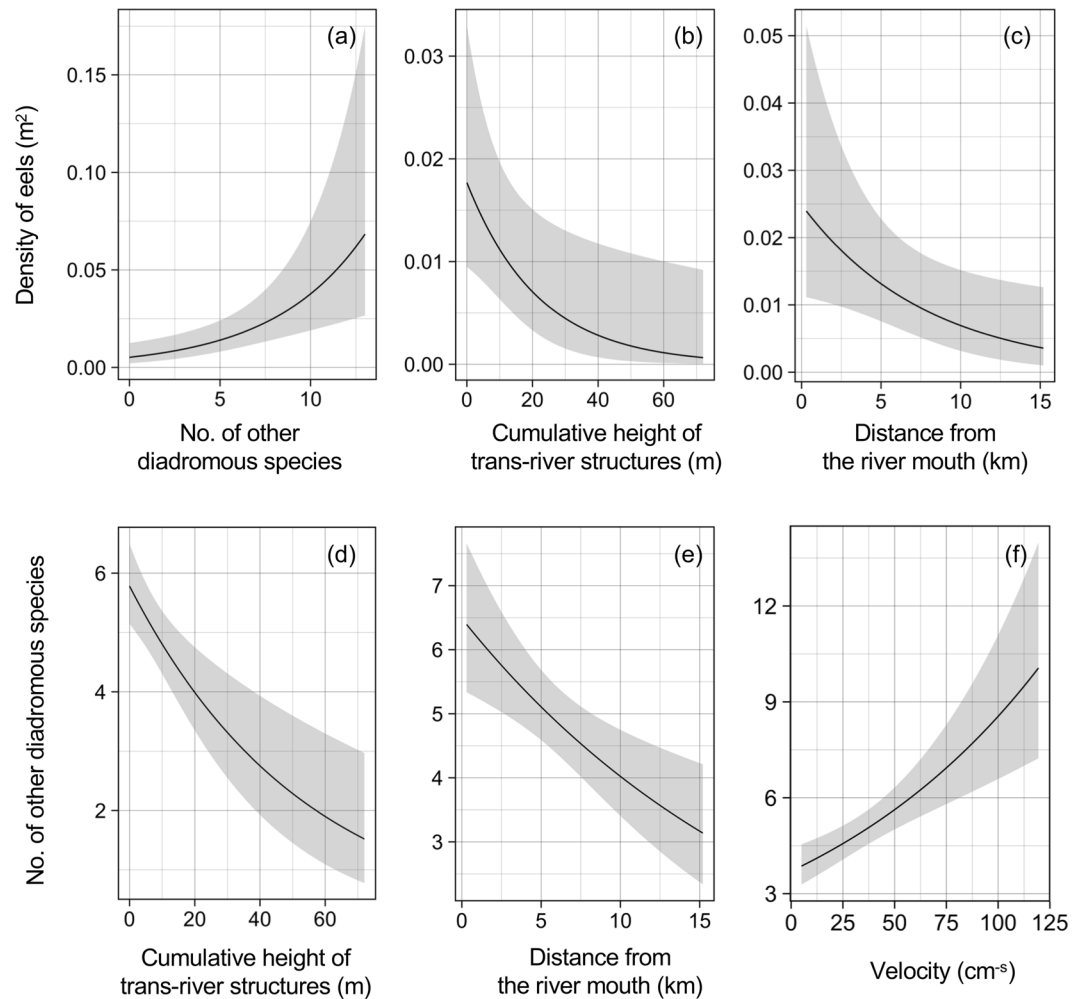 (a)
(b)
(c)
Density of eels (m²)
0.15
0.10
0.05
0.00
0 5 10
No. of other
diadromous species
0.03
0.02
0.01
0.00
0 20 40 60
Cumulative height of
trans-river structures (m)
0.05
0.04
0.03
0.02
0.01
0.00
0 5 10 15
Distance from
the river mouth (km)
(d)
(e)
(f)
No. of other diadromous species
6
4
2
0 20 40 60
Cumulative height of
trans-river structures (m)
7
6
5
4
3
0 5 10 15
Distance from
the river mouth (km)
12
9
6
3
0 25 50 75 100 125
Velocity (cm⁻ˢ)